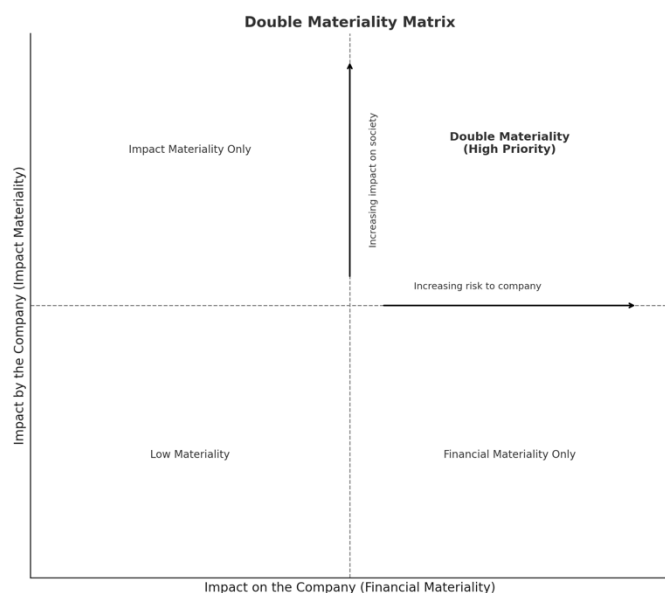 Double Materiality Matrix
Impact Materiality Only
Increasing impact on society
Double Materiality
(High Priority)
Increasing risk to company
Impact by the Company (Impact Materiality)
Low Materiality
Financial Materiality Only
Impact on the Company (Financial Materiality)